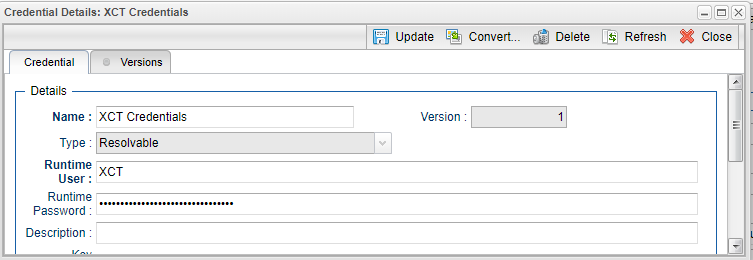 Credential Details: XCT Credentials
Update Convert... Delete Refresh Close
Credential Versions
Details
Name : XCT Credentials Version : 1
Type : Resolvable
Runtime User : XCT
Runtime Password : ••••••••••••••••••••••••••••••••
Description :
Key